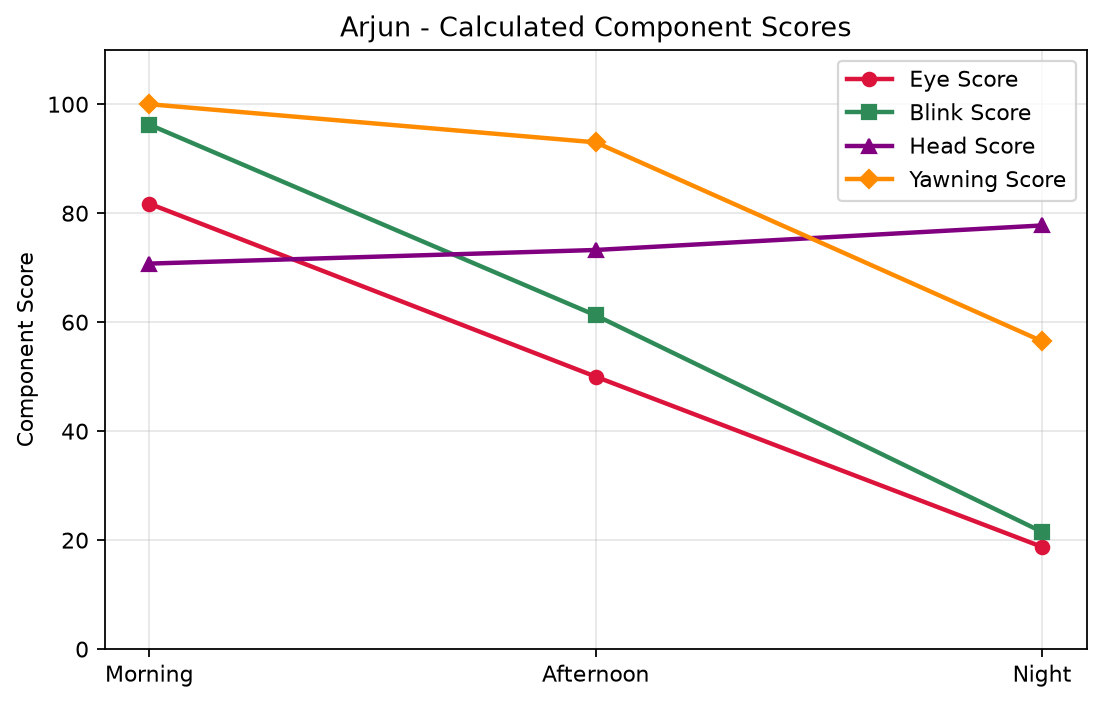 Arjun - Calculated Component Scores
Component Score
100
80
60
40
20
0
Morning
Afternoon
Night
Eye Score
Blink Score
Head Score
Yawning Score